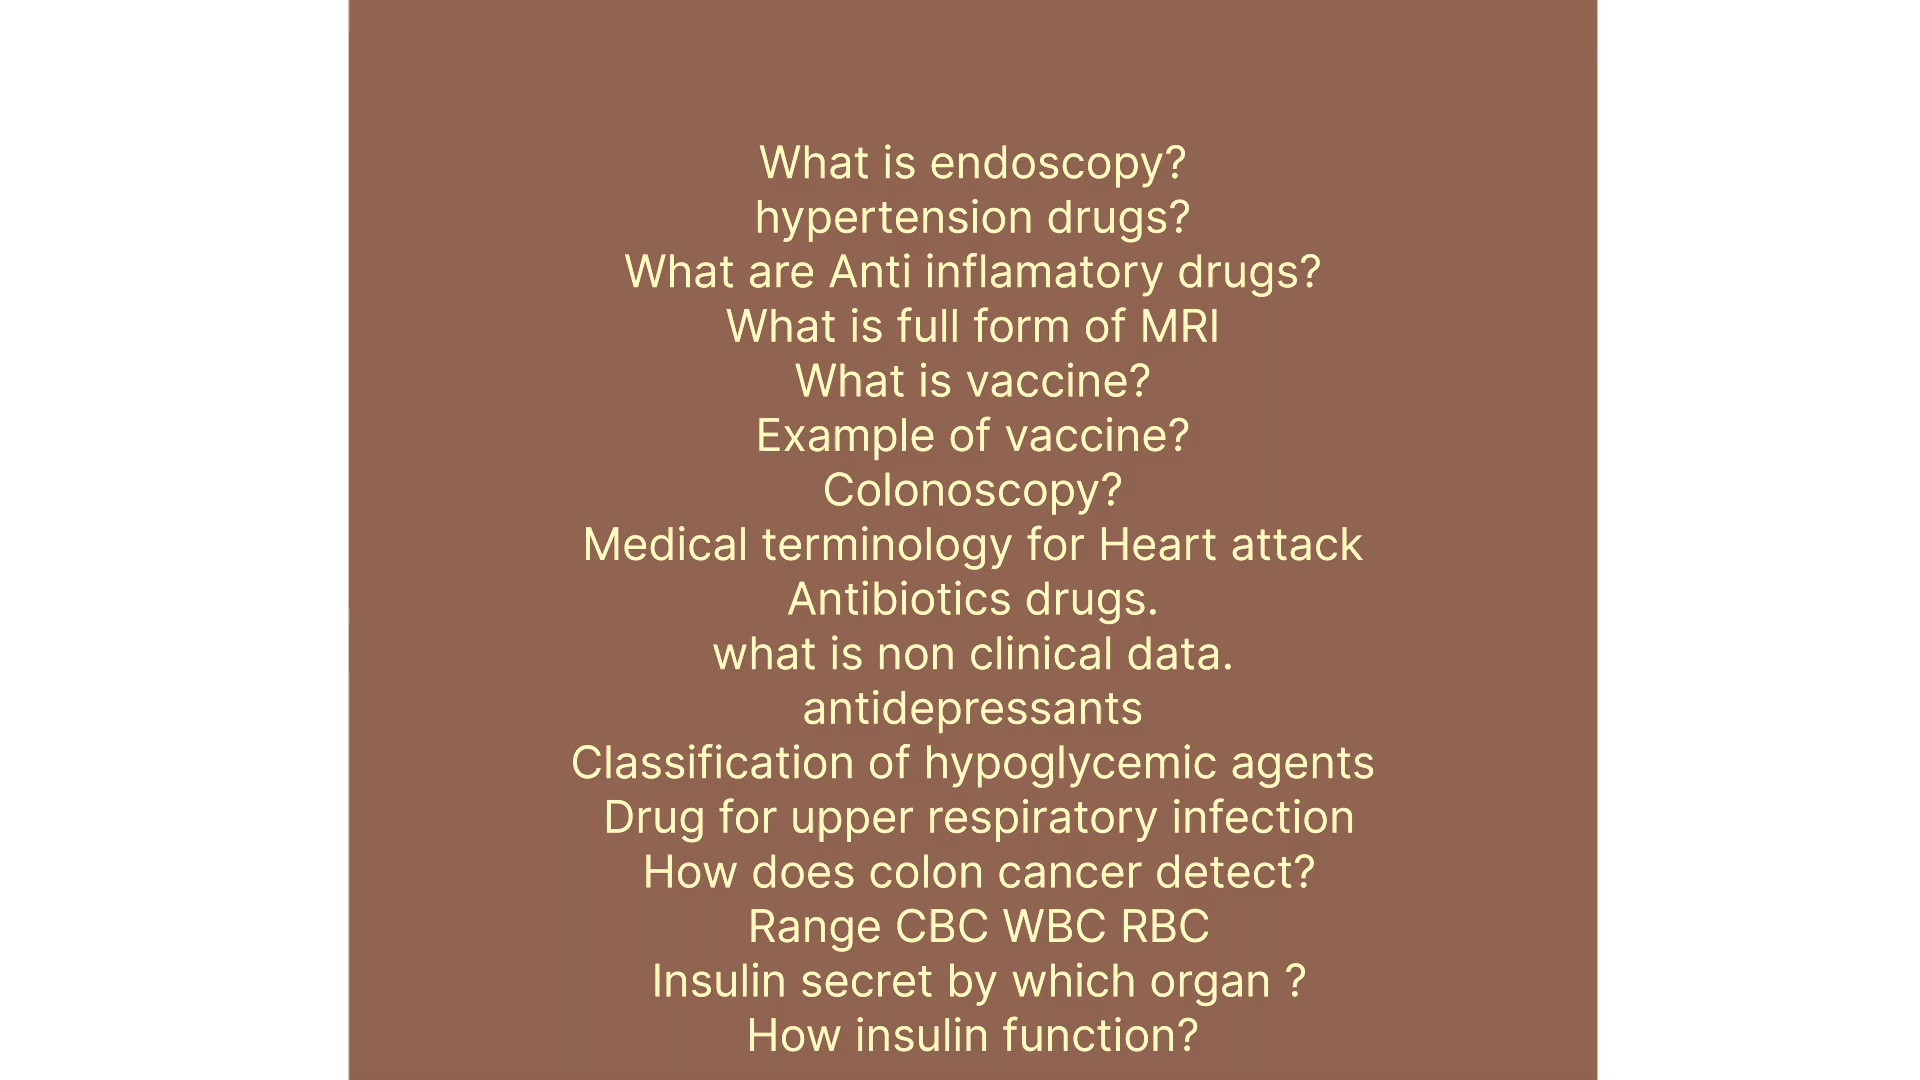 What is endoscopy?
hypertension drugs?
What are Anti inflamatory drugs?
What is full form of MRI
What is vaccine?
Example of vaccine?
Colonoscopy?
Medical terminology for Heart attack
Antibiotics drugs.
what is non clinical data.
antidepressants
Classification of hypoglycemic agents
Drug for upper respiratory infection
How does colon cancer detect?
Range CBC WBC RBC
Insulin secret by which organ ?
How insulin function?